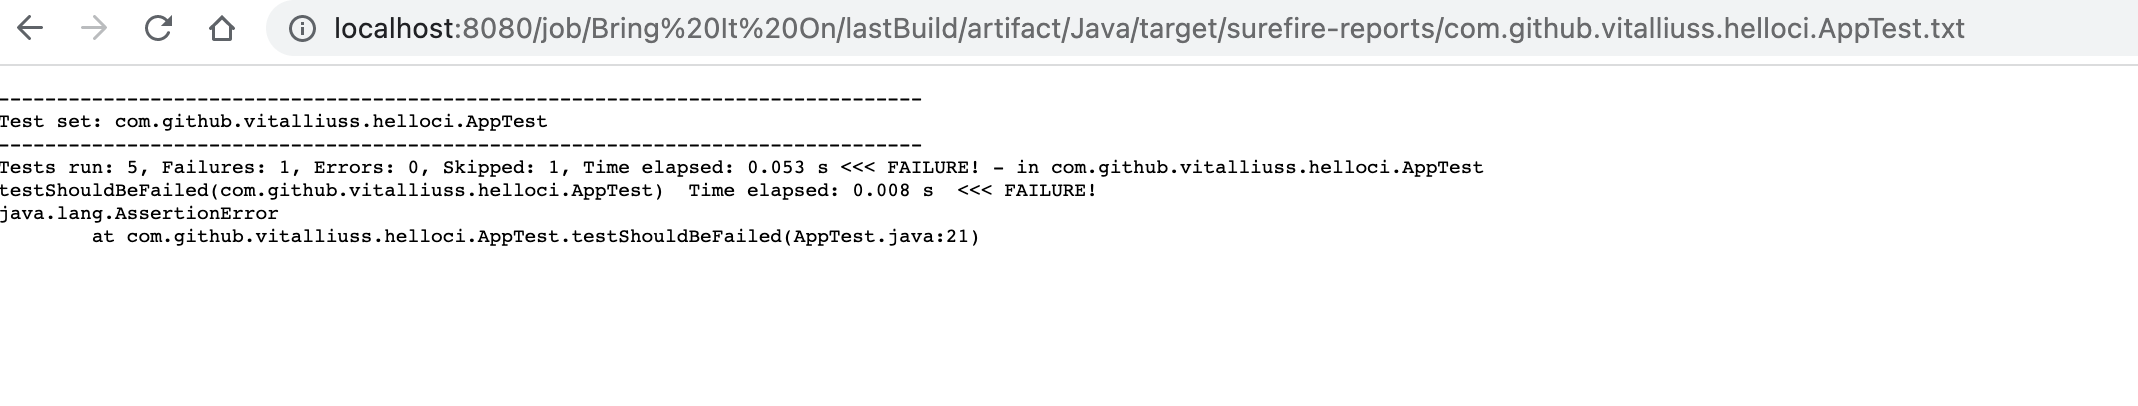 localhost:8080/job/Bring%20It%20On/lastBuild/artifact/Java/target/surefire-reports/com.github.vitalliuss.helloci.AppTest.txt
-------------------------------------------------------------------------------
Test set: com.github.vitalliuss.helloci.AppTest
-------------------------------------------------------------------------------
Tests run: 5, Failures: 1, Errors: 0, Skipped: 1, Time elapsed: 0.053 s <<< FAILURE! - in com.github.vitalliuss.helloci.AppTest
testShouldBeFailed(com.github.vitalliuss.helloci.AppTest)  Time elapsed: 0.008 s  <<< FAILURE!
java.lang.AssertionError
	at com.github.vitalliuss.helloci.AppTest.testShouldBeFailed(AppTest.java:21)